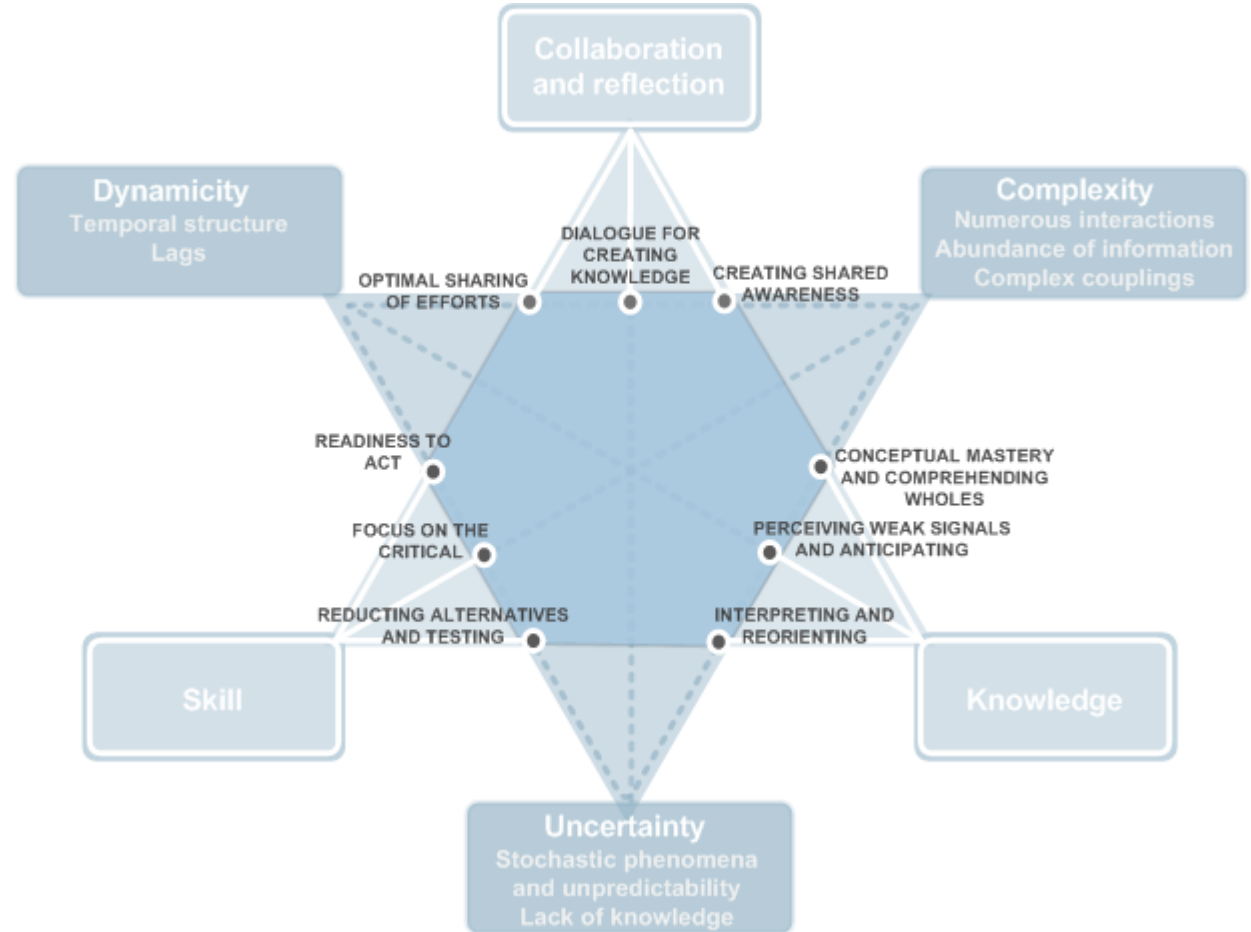 Collaboration
and reflection
Dynamicity
Temporal structure
Lags
Complexity
Numerous interactions
Abundance of information
Complex couplings
OPTIMAL SHARING
OF EFFORTS
DIALOGUE FOR
CREATING
KNOWLEDGE
CREATING SHARED
AWARENESS
READINESS TO
ACT
CONCEPTUAL MASTERY
AND COMPREHENDING
WHOLES
FOCUS ON THE
CRITICAL
PERCEIVING WEAK SIGNALS
AND ANTICIPATING
REDUCTING ALTERNATIVES
AND TESTING
INTERPRETING AND
REORIENTING
Skill
Knowledge
Uncertainty
Stochastic phenomena
and unpredictability
Lack of knowledge